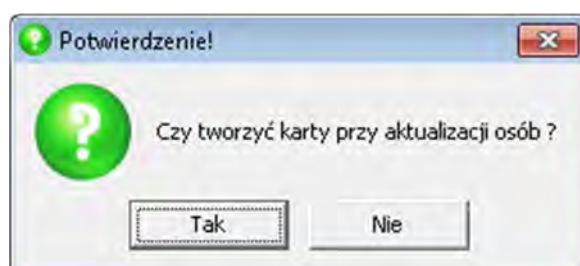 Potwierdzenie!
Czy tworzyć karty przy aktualizacji osób ?
Tak
Nie